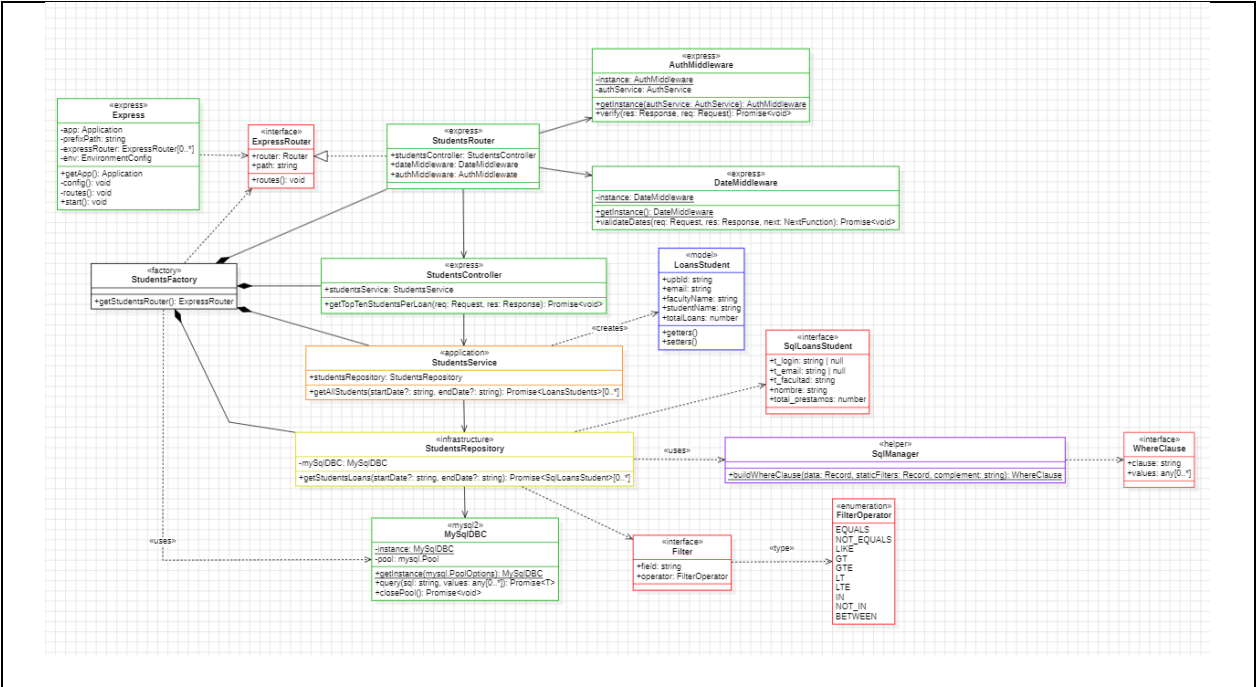 «express»
AuthMiddleware
-instance: AuthMiddleware
-authService: AuthService
+getInstance(authService: AuthService): AuthMiddleware
+verify(res: Response, req: Request): Promise<void>
«express»
Express
-app: Application
-prefixPath: string
-expressRouter: ExpressRouter[0..*]
-env: EnvironmentConfig
+getApp(): Application
-config(): void
-routes(): void
+start(): void
«interface»
ExpressRouter
+router: Router
+path: string
+routes(): void
«express»
StudentsRouter
+studentsController: StudentsController
+dateMiddleware: DateMiddleware
+authMiddleware: AuthMiddlewate
«express»
DateMiddleware
-instance: DateMiddleware
+getInstance(): DateMiddleware
+validateDates(req: Request, res: Response, next: NextFunction): Promise<void>
«factory»
StudentsFactory
+getStudentsRouter(): ExpressRouter
«express»
StudentsController
+studentsService: StudentsService
+getTopTenStudentsPerLoan(req: Request, res: Response): Promise<void>
«model»
LoansStudent
+upbId: string
+email: string
+facultyName: string
+studentName: string
+totalLoans: number
+getters()
+setters()
«creates»
«interface»
SqlLoansStudent
+t_login: string | null
+t_email: string | null
+t_facultad: string
+nombre: string
+total_prestamos: number
«application»
StudentsService
+studentsRepository: StudentsRepository
+getAllStudents(startDate?: string, endDate?: string): Promise<LoansStudents>[0..*]
«infrastructure»
StudentsRepository
-mySqlDBC: MySqlDBC
+getStudentsLoans(startDate?: string, endDate?: string): Promise<SqlLoansStudent>[0..*]
«uses»
«helper»
SqlManager
+buildWhereClause(data: Record, staticFilters: Record, complement: string): WhereClause
«interface»
WhereClause
+clause: string
+values: any[0..*]
«uses»
«mysql2»
MySqlDBC
-instance: MySqlDBC
-pool: mysql.Pool
+getInstance(mysql.PoolOptions): MySqlDBC
+query(sql: string, values: any[0..*]): Promise<T>
+closePool(): Promise<void>
«interface»
Filter
+field: string
+operator: FilterOperator
«type»
«enumeration»
FilterOperator
EQUALS
NOT_EQUALS
LIKE
GT
GTE
LT
LTE
IN
NOT_IN
BETWEEN